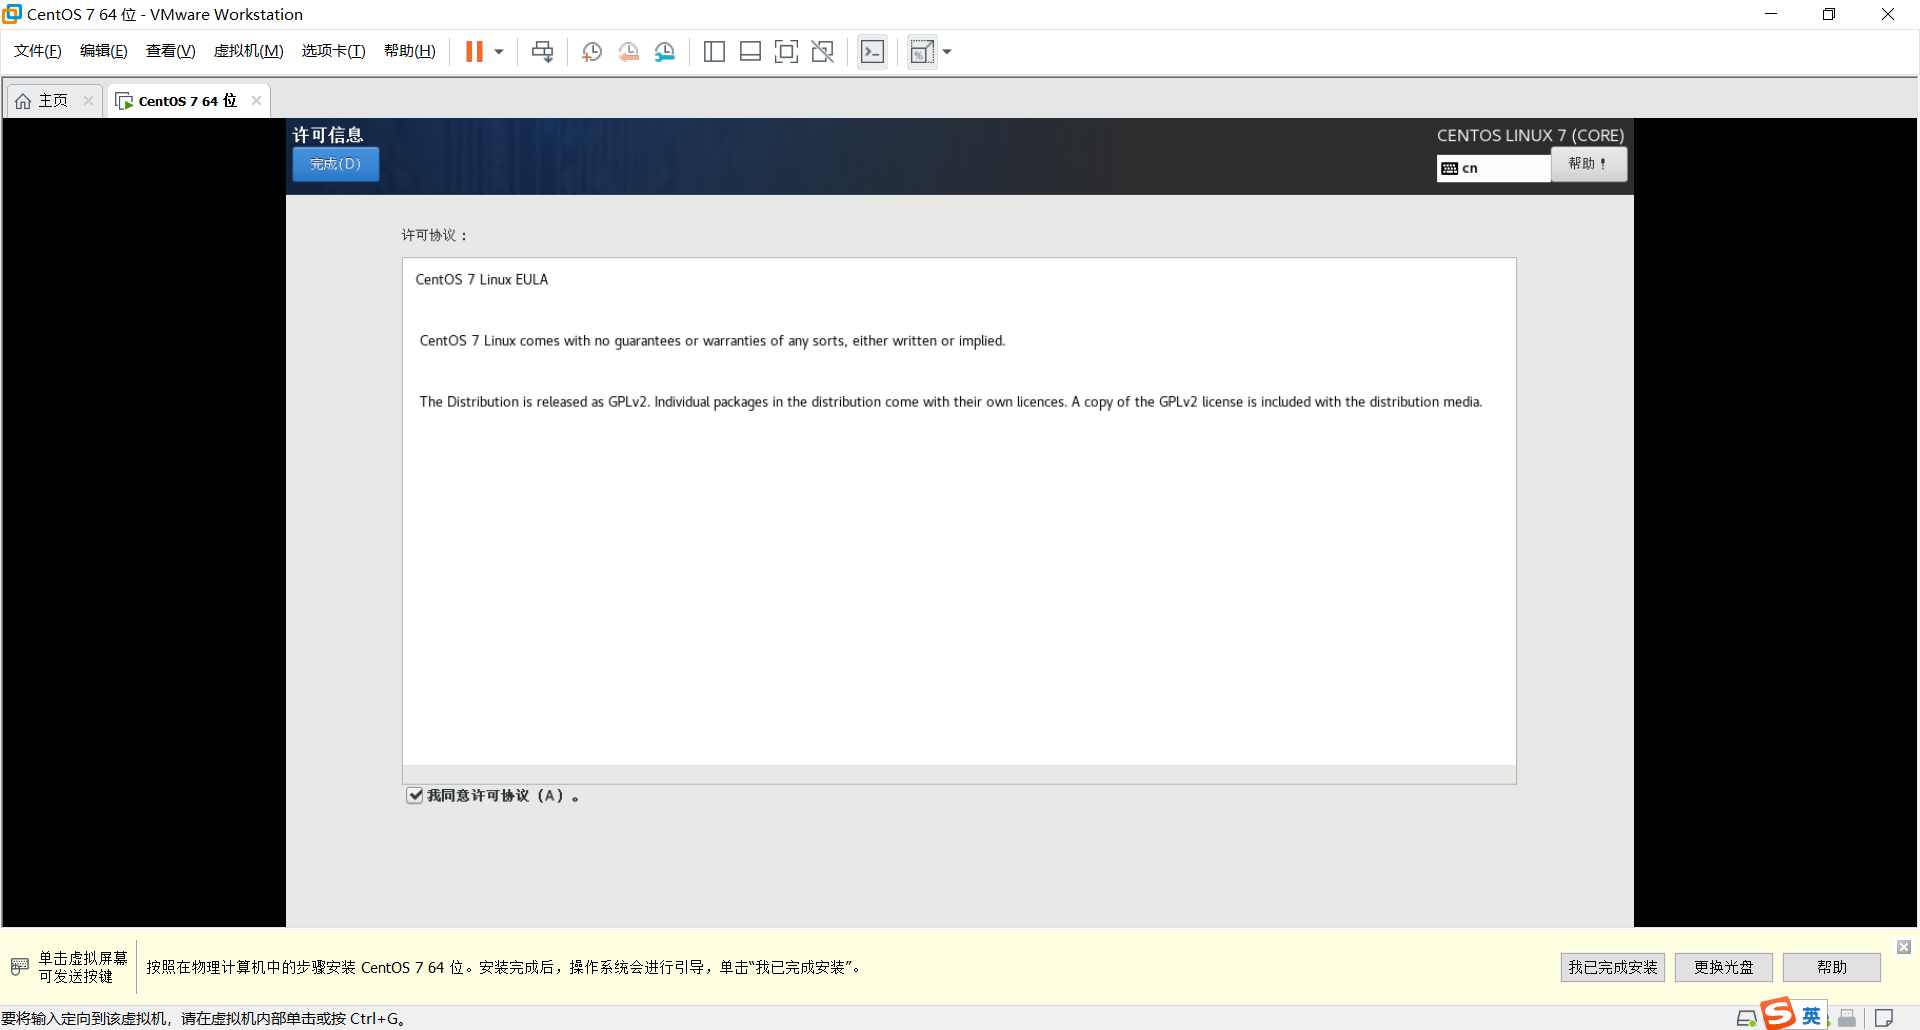 CentOS 7 64 位 - VMware Workstation
文件(F) 编辑(E) 查看(V) 虚拟机(M) 选项卡(T) 帮助(H)
主页 CentOS 7 64 位
许可信息
CENTOS LINUX 7 (CORE)
完成(D)
cn
帮助！
许可协议：
CentOS 7 Linux EULA
CentOS 7 Linux comes with no guarantees or warranties of any sorts, either written or implied.
The Distribution is released as GPLv2. Individual packages in the distribution come with their own licences. A copy of the GPLv2 license is included with the distribution media.
我同意许可协议（A）。
单击虚拟屏幕
可发送按键
按照在物理计算机中的步骤安装 CentOS 7 64 位。安装完成后，操作系统会进行引导，单击“我已完成安装”。
我已完成安装 更换光盘 帮助
要将输入定向到该虚拟机，请在虚拟机内部单击或按 Ctrl+G。
S 英